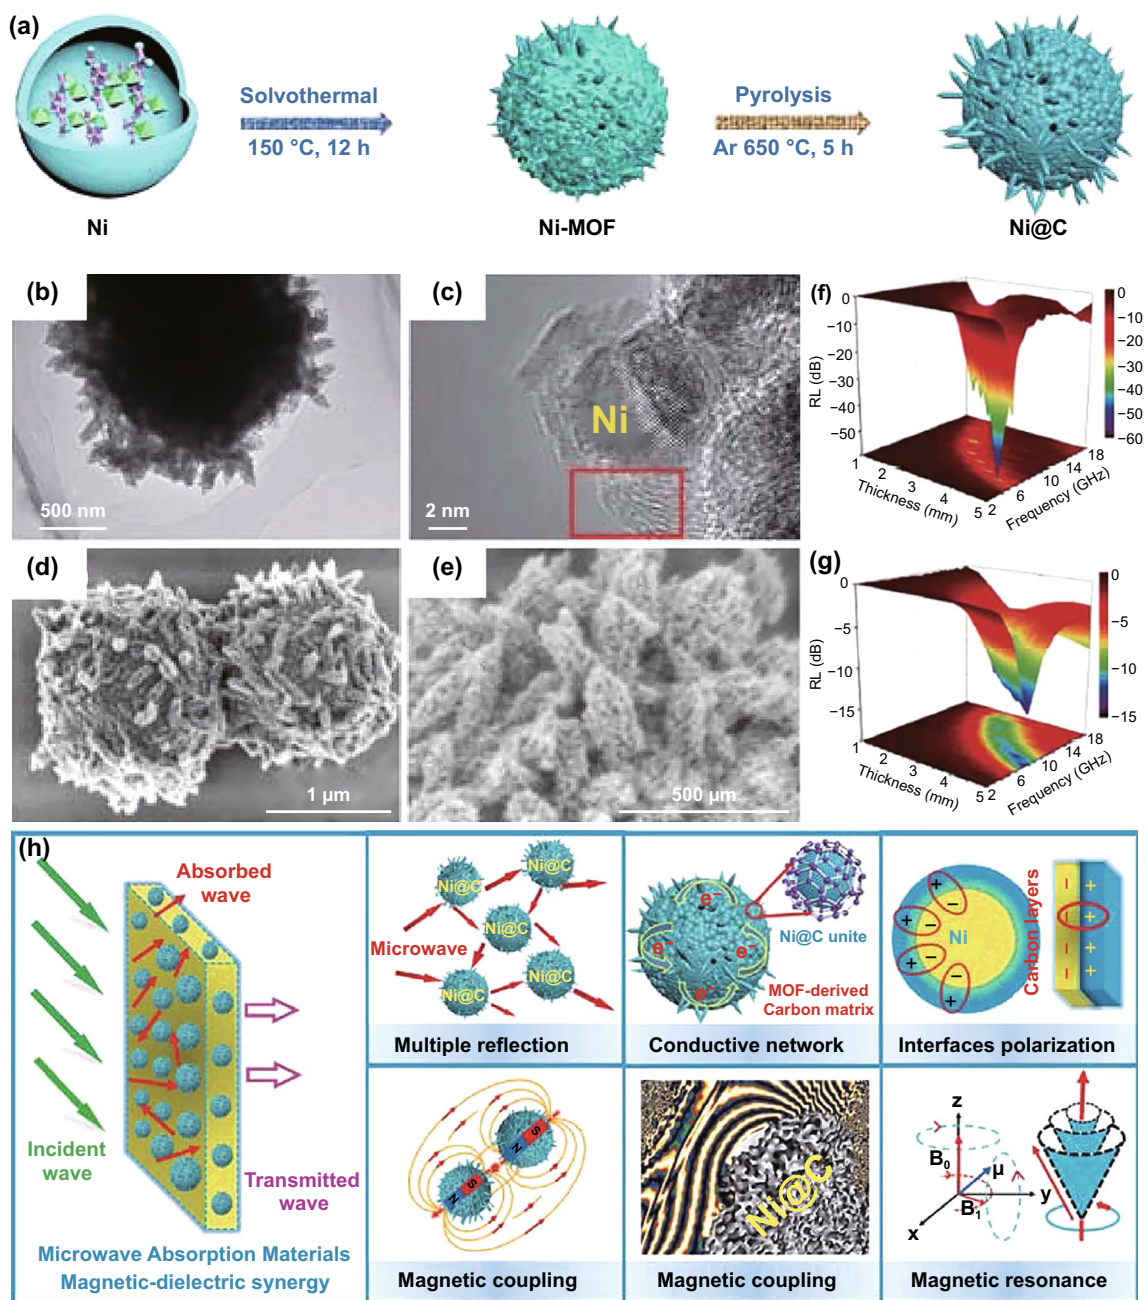 (a)
Solvothermal
150 °C, 12 h
Pyrolysis
Ar 650 °C, 5 h
Ni
Ni-MOF
Ni@C
(b)
500 nm
(c)
Ni
2 nm
(d)
1 µm
(e)
500 µm
(f)
0
−10
−20
−30
−40
−50
RL (dB)
1
2
3
4
5
Thickness (mm)
2
6
10
14
18
Frequency (GHz)
0
−10
−20
−30
−40
−50
−60
(g)
0
−5
−10
−15
RL (dB)
1
2
3
4
5
Thickness (mm)
2
6
10
14
18
Frequency (GHz)
0
−5
−10
−15
(h)
Absorbed
wave
Incident
wave
Transmitted
wave
Microwave Absorption Materials
Magnetic-dielectric synergy
Ni@C
Ni@C
Ni@C
Microwave
Ni@C
Ni@C
Multiple reflection
e−
e−
e−
e−
Ni@C unite
MOF-derived
Carbon matrix
Conductive network
+
−
+
−
Ni
+
−
+
−
Carbon layers
−
+
−
+
−
+
−
+
Interfaces polarization
S
N
S
N
Magnetic coupling
Ni@C
Magnetic coupling
z
B0
μ
y
B1
x
Magnetic resonance